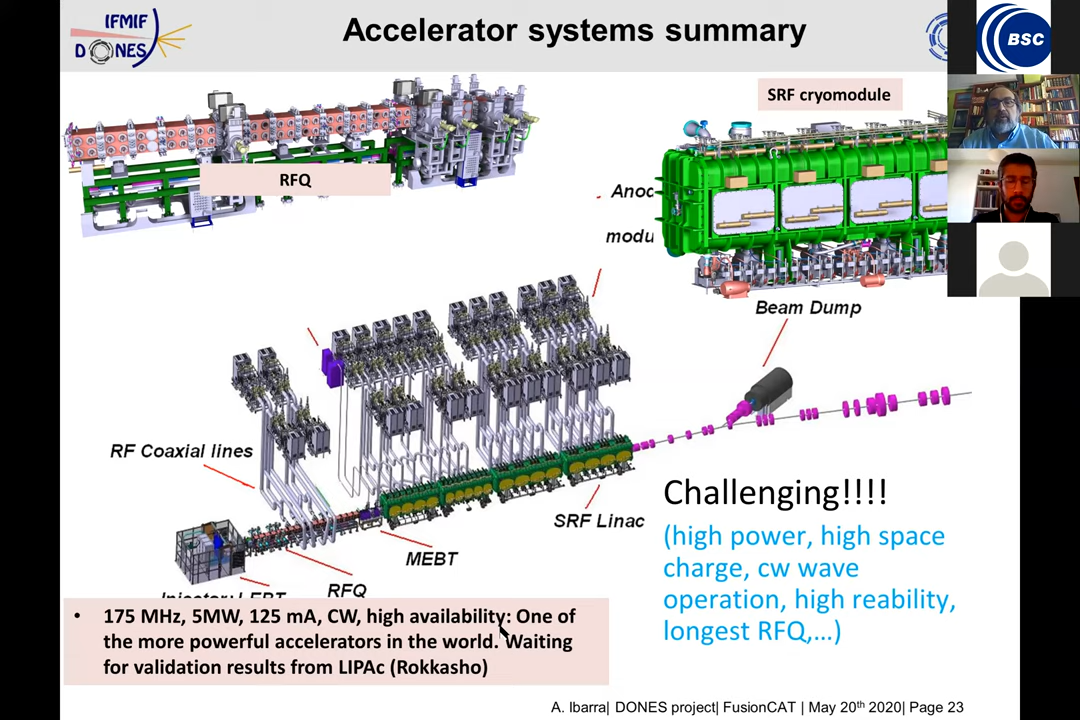 IFMIF
DONES
Accelerator systems summary
BSC
SRF cryomodule
RFQ
modu
Beam Dump
RF Coaxial lines
SRF Linac
MEBT
RFQ
Challenging!!!!
(high power, high space
charge, cw wave
operation, high reability,
longest RFQ,...)
• 175 MHz, 5MW, 125 mA, CW, high availability: One of
the more powerful accelerators in the world. Waiting
for validation results from LIPAc (Rokkasho)
A. Ibarra| DONES project| FusionCAT | May 20th 2020| Page 23